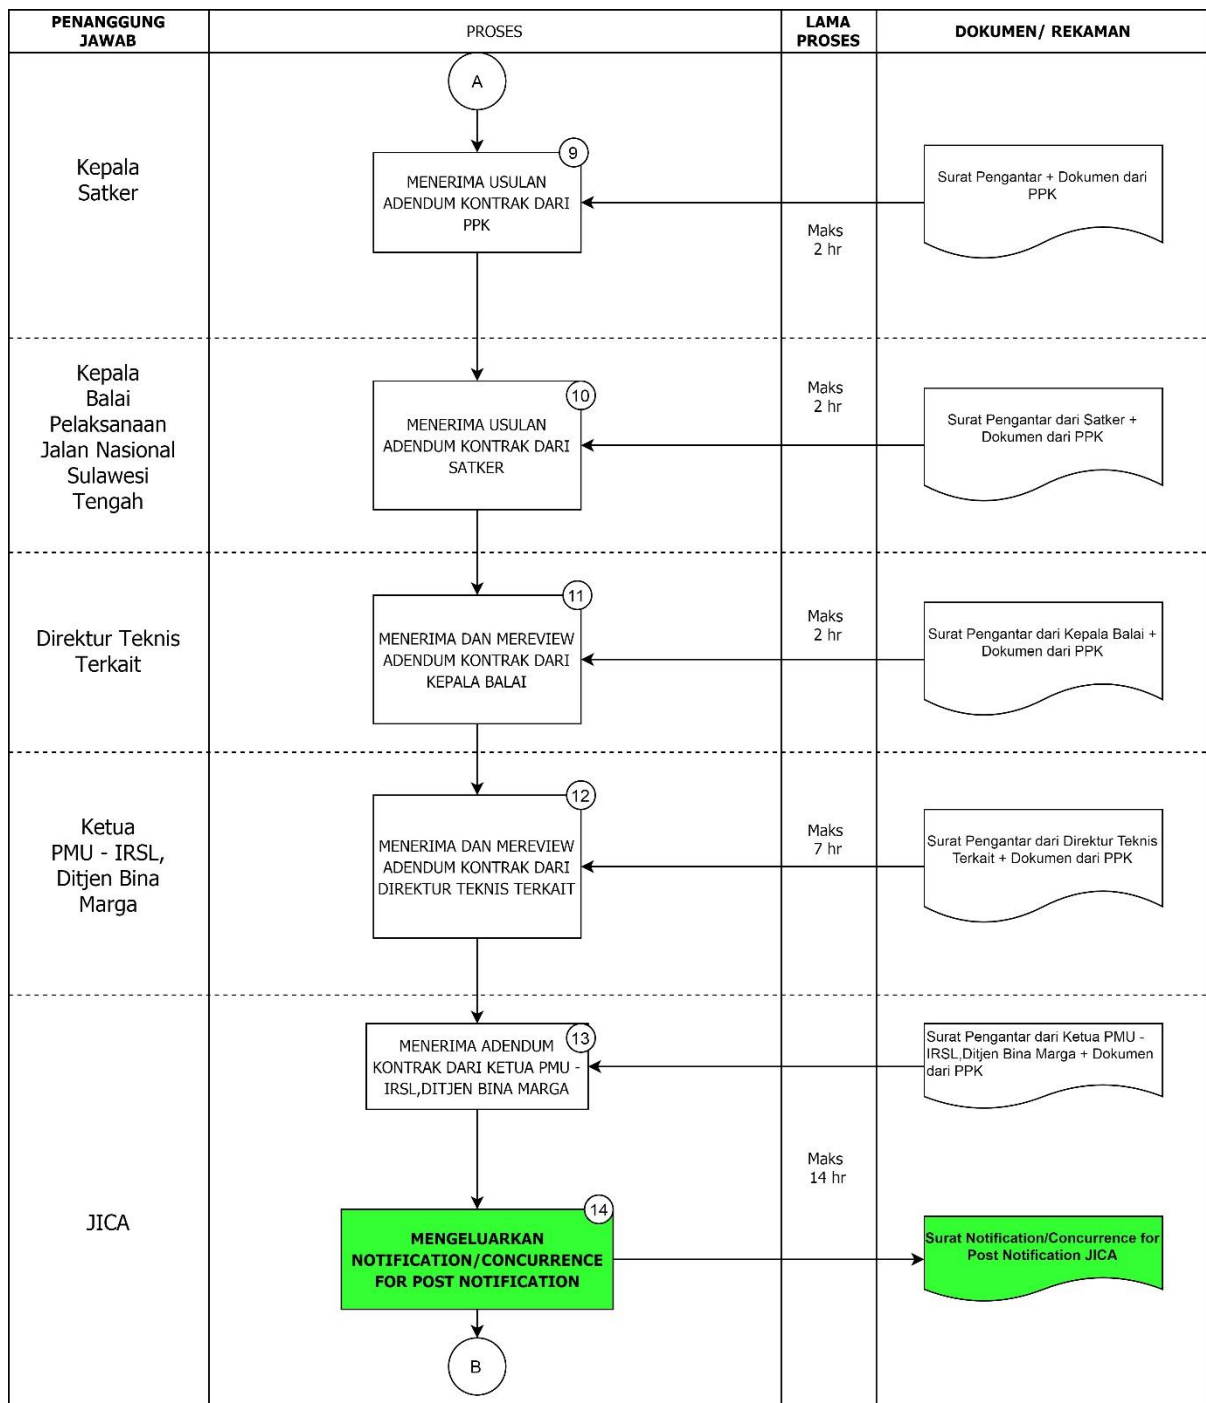 PENANGGUNG
JAWAB
PROSES
LAMA
PROSES
DOKUMEN/ REKAMAN
A
Kepala
Satker
9
MENERIMA USULAN
ADENDUM KONTRAK DARI
PPK
Maks
2 hr
Surat Pengantar + Dokumen dari
PPK
Kepala
Balai
Pelaksanaan
Jalan Nasional
Sulawesi
Tengah
10
MENERIMA USULAN
ADENDUM KONTRAK DARI
SATKER
Maks
2 hr
Surat Pengantar dari Satker +
Dokumen dari PPK
Direktur Teknis
Terkait
11
MENERIMA DAN MEREVIEW
ADENDUM KONTRAK DARI
KEPALA BALAI
Maks
2 hr
Surat Pengantar dari Kepala Balai +
Dokumen dari PPK
Ketua
PMU - IRSL,
Ditjen Bina
Marga
12
MENERIMA DAN MEREVIEW
ADENDUM KONTRAK DARI
DIREKTUR TEKNIS TERKAIT
Maks
7 hr
Surat Pengantar dari Direktur Teknis
Terkait + Dokumen dari PPK
JICA
13
MENERIMA ADENDUM
KONTRAK DARI KETUA PMU -
IRSL,DITJEN BINA MARGA
Surat Pengantar dari Ketua PMU -
IRSL,Ditjen Bina Marga + Dokumen
dari PPK
Maks
14 hr
14
MENGELUARKAN
NOTIFICATION/CONCURRENCE
FOR POST NOTIFICATION
Surat Notification/Concurrence for
Post Notification JICA
B